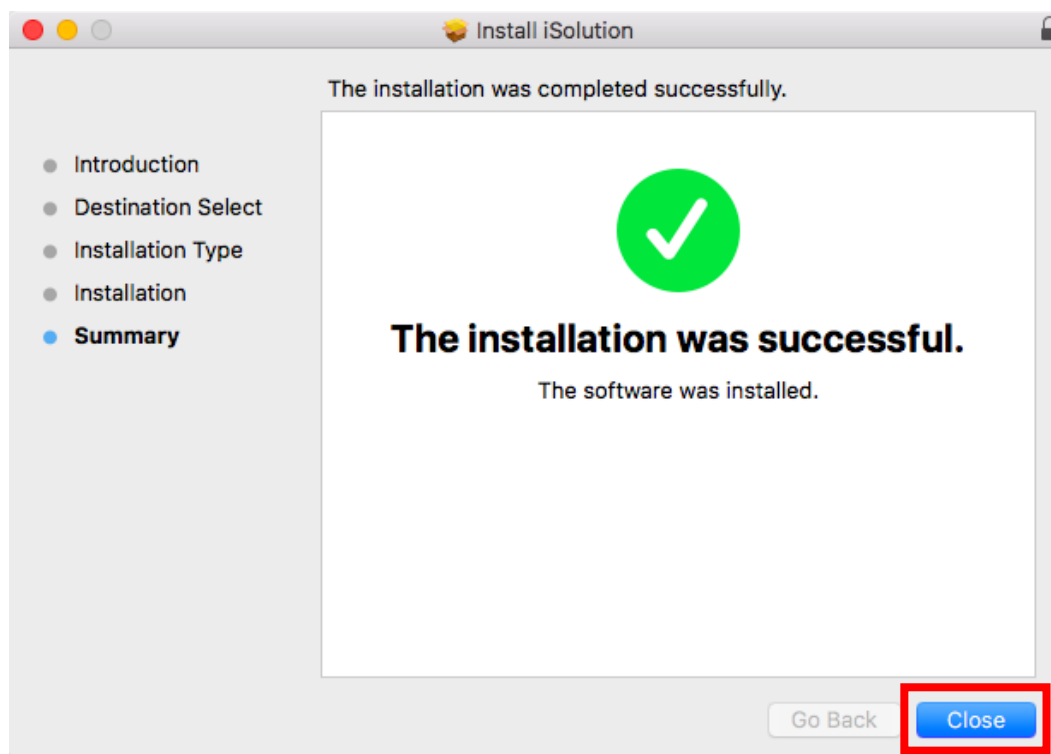 Install iSolution
The installation was completed successfully.
Introduction
Destination Select
Installation Type
Installation
Summary
The installation was successful.
The software was installed.
Go Back
Close